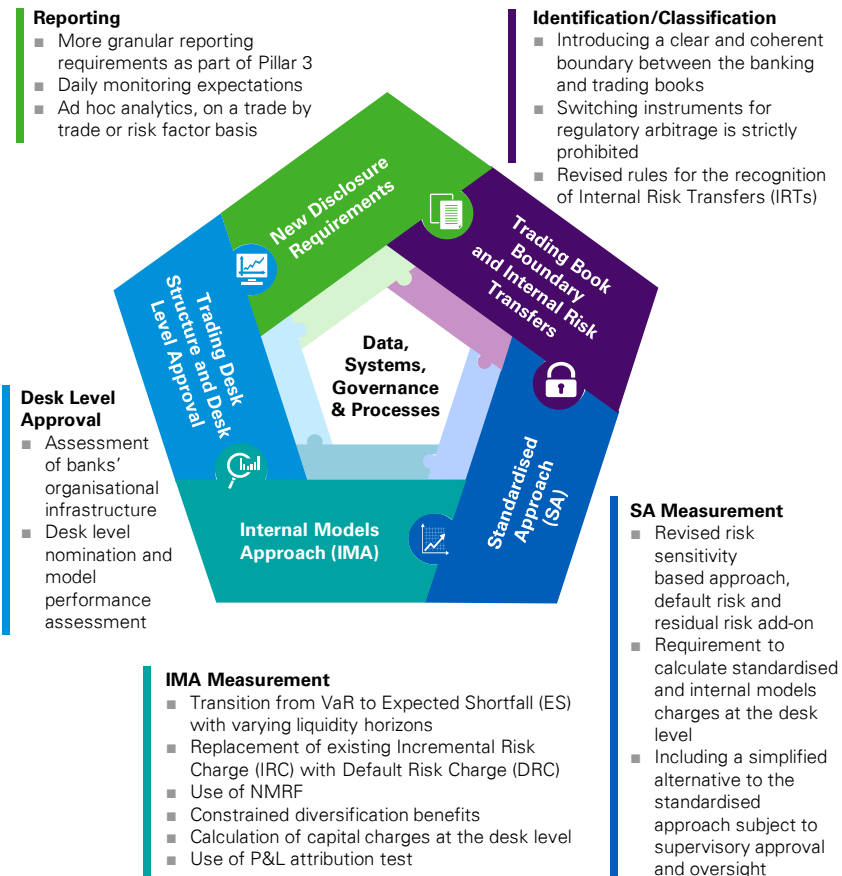 Reporting
■ More granular reporting
requirements as part of Pillar 3
■ Daily monitoring expectations
■ Ad hoc analytics, on a trade by
trade or risk factor basis
Identification/Classification
■ Introducing a clear and coherent
boundary between the banking
and trading books
■ Switching instruments for
regulatory arbitrage is strictly
prohibited
■ Revised rules for the recognition
of Internal Risk Transfers (IRTs)
New Disclosure
Requirements
Trading Book
Boundary
and Internal Risk
Transfers
Trading Desk
Structure and Desk
Level Approval
Data,
Systems,
Governance
& Processes
Standardised
Approach
(SA)
Internal Models
Approach (IMA)
Desk Level
Approval
■ Assessment
of banks’
organisational
infrastructure
■ Desk level
nomination and
model
performance
assessment
SA Measurement
■ Revised risk
sensitivity
based approach,
default risk and
residual risk add-on
■ Requirement to
calculate standardised
and internal models
charges at the desk
level
■ Including a simplified
alternative to the
standardised
approach subject to
supervisory approval
and oversight
IMA Measurement
■ Transition from VaR to Expected Shortfall (ES)
with varying liquidity horizons
■ Replacement of existing Incremental Risk
Charge (IRC) with Default Risk Charge (DRC)
■ Use of NMRF
■ Constrained diversification benefits
■ Calculation of capital charges at the desk level
■ Use of P&L attribution test